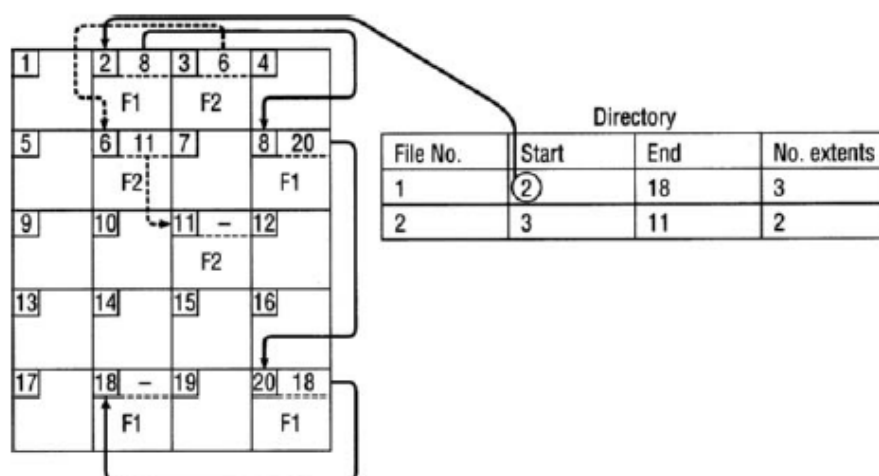 1 2 8 3 6 4
F1 F2
Directory
5 6 11 7 8 20
F2 F1
File No. Start End No. extents
1 2 18 3
2 3 11 2
9 10 11 – 12
F2
13 14 15 16
17 18 – 19 20 18
F1 F1